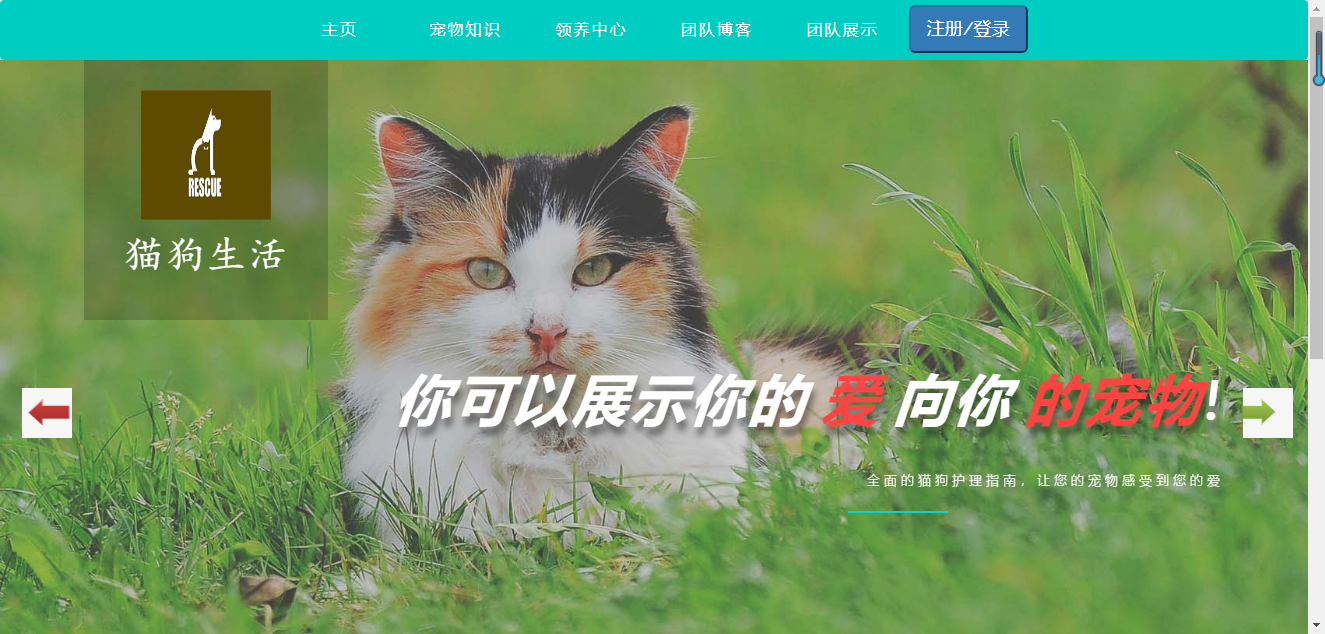 主页 宠物知识 领养中心 团队博客 团队展示 注册/登录
RESCUE
猫狗生活
你可以展示你的 爱 向你 的宠物!
全面的猫狗护理指南，让您的宠物感受到您的爱